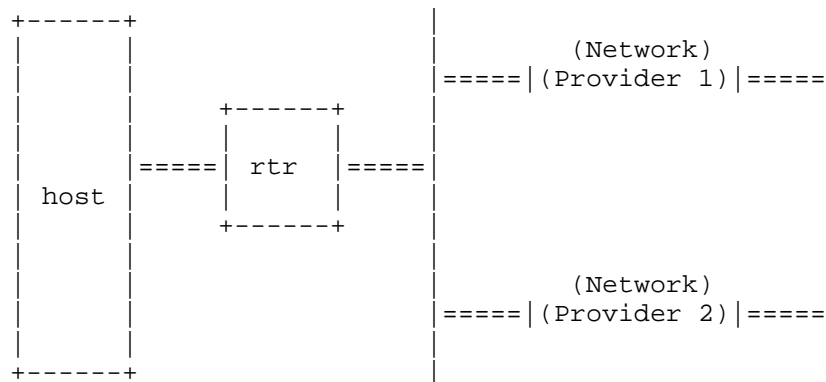 (Network)
=====|(Provider 1)|=====
=====| rtr |=====|
host
(Network)
=====|(Provider 2)|=====